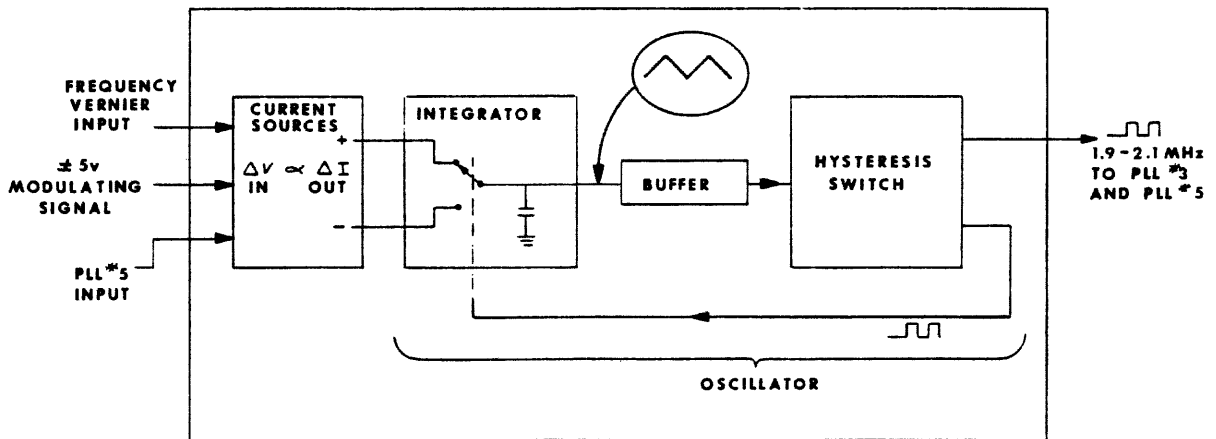 FREQUENCY
VERNIER
INPUT
± 5v
MODULATING
SIGNAL
PLL #5
INPUT
CURRENT
SOURCES
+
ΔV ∝ ΔI
IN OUT
−
INTEGRATOR
BUFFER
HYSTERESIS
SWITCH
1.9-2.1 MHz
TO PLL #3
AND PLL #5
OSCILLATOR